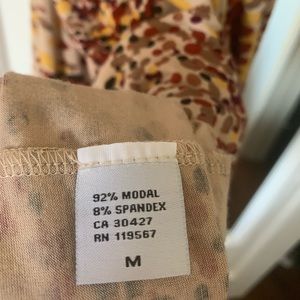 92% MODAL
8% SPANDEX
CA 30427
RN 119567
M